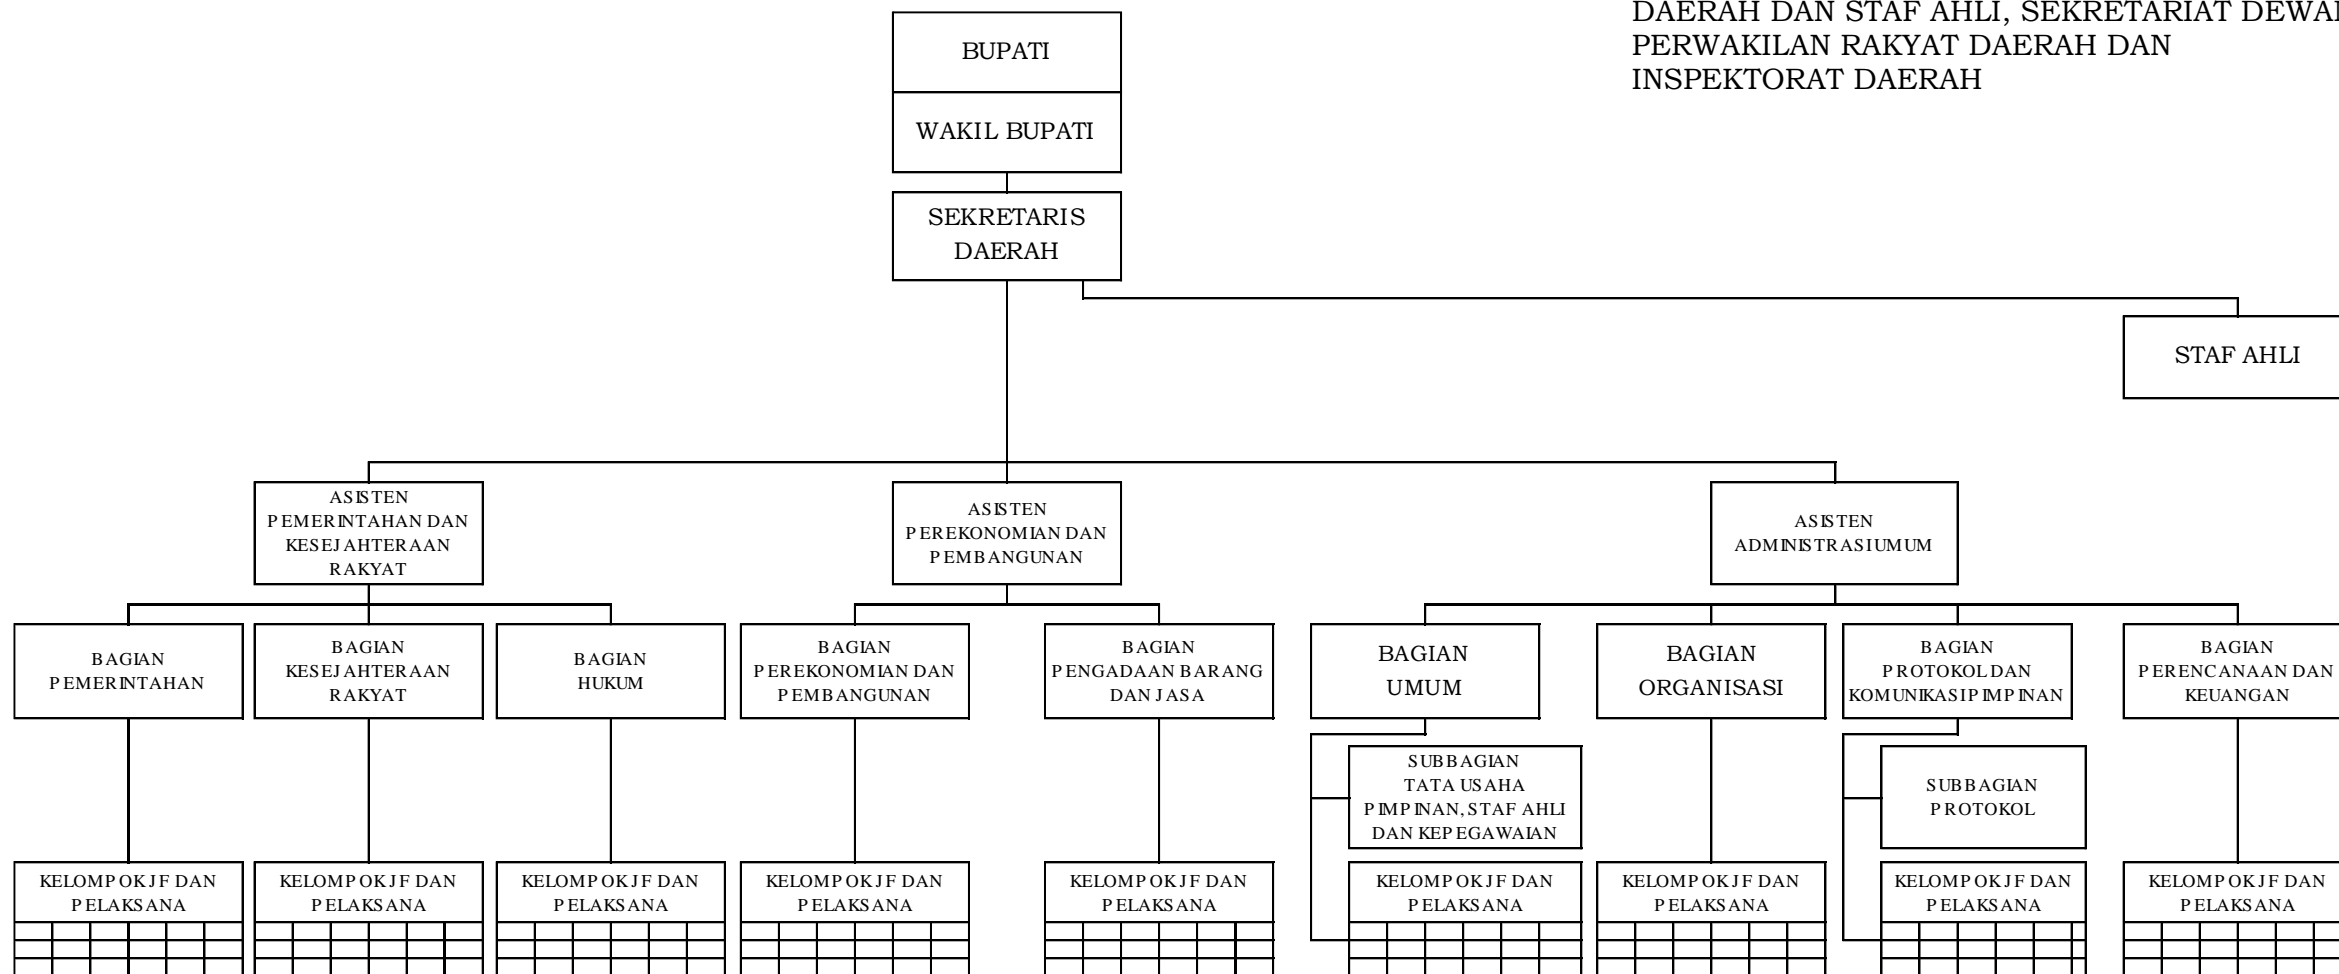 DAERAH DAN STAF AHLI, SEKRETARIAT DEWAN
PERWAKILAN RAKYAT DAERAH DAN
INSPEKTORAT DAERAH
BUPATI
WAKIL BUPATI
SEKRETARIS
DAERAH
STAF AHLI
ASISTEN
PEMERINTAHAN DAN
KESEJAHTERAAN
RAKYAT
ASISTEN
PEREKONOMIAN DAN
PEMBANGUNAN
ASISTEN
ADMINISTRASI UMUM
BAGIAN
PEMERINTAHAN
BAGIAN
KESEJAHTERAAN
RAKYAT
BAGIAN
HUKUM
BAGIAN
PEREKONOMIAN DAN
PEMBANGUNAN
BAGIAN
PENGADAAN BARANG
DAN JASA
BAGIAN
UMUM
BAGIAN
ORGANISASI
BAGIAN
PROTOKOL DAN
KOMUNIKASI PIMPINAN
BAGIAN
PERENCANAAN DAN
KEUANGAN
SUBBAGIAN
TATA USAHA
PIMPINAN, STAF AHLI
DAN KEPEGAWAIAN
SUBBAGIAN
PROTOKOL
KELOMPOK JF DAN
PELAKSANA
KELOMPOK JF DAN
PELAKSANA
KELOMPOK JF DAN
PELAKSANA
KELOMPOK JF DAN
PELAKSANA
KELOMPOK JF DAN
PELAKSANA
KELOMPOK JF DAN
PELAKSANA
KELOMPOK JF DAN
PELAKSANA
KELOMPOK JF DAN
PELAKSANA
KELOMPOK JF DAN
PELAKSANA